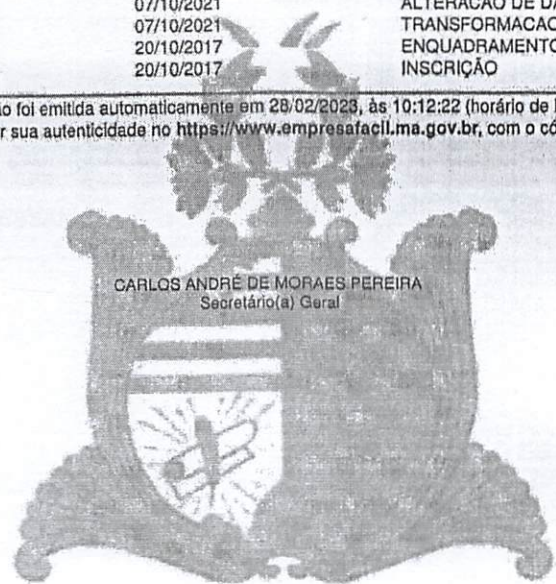 07/10/2021 ALTERACAO DE DA
07/10/2021 TRANSFORMACAO
20/10/2017 ENQUADRAMENTO
20/10/2017 INSCRIÇÃO
ão foi emitida automaticamente em 28/02/2023, às 10:12:22 (horário de
r sua autenticidade no https://www.empresafacil.ma.gov.br, com o có
CARLOS ANDRÉ DE MORAES PEREIRA
Secretário(a) Geral